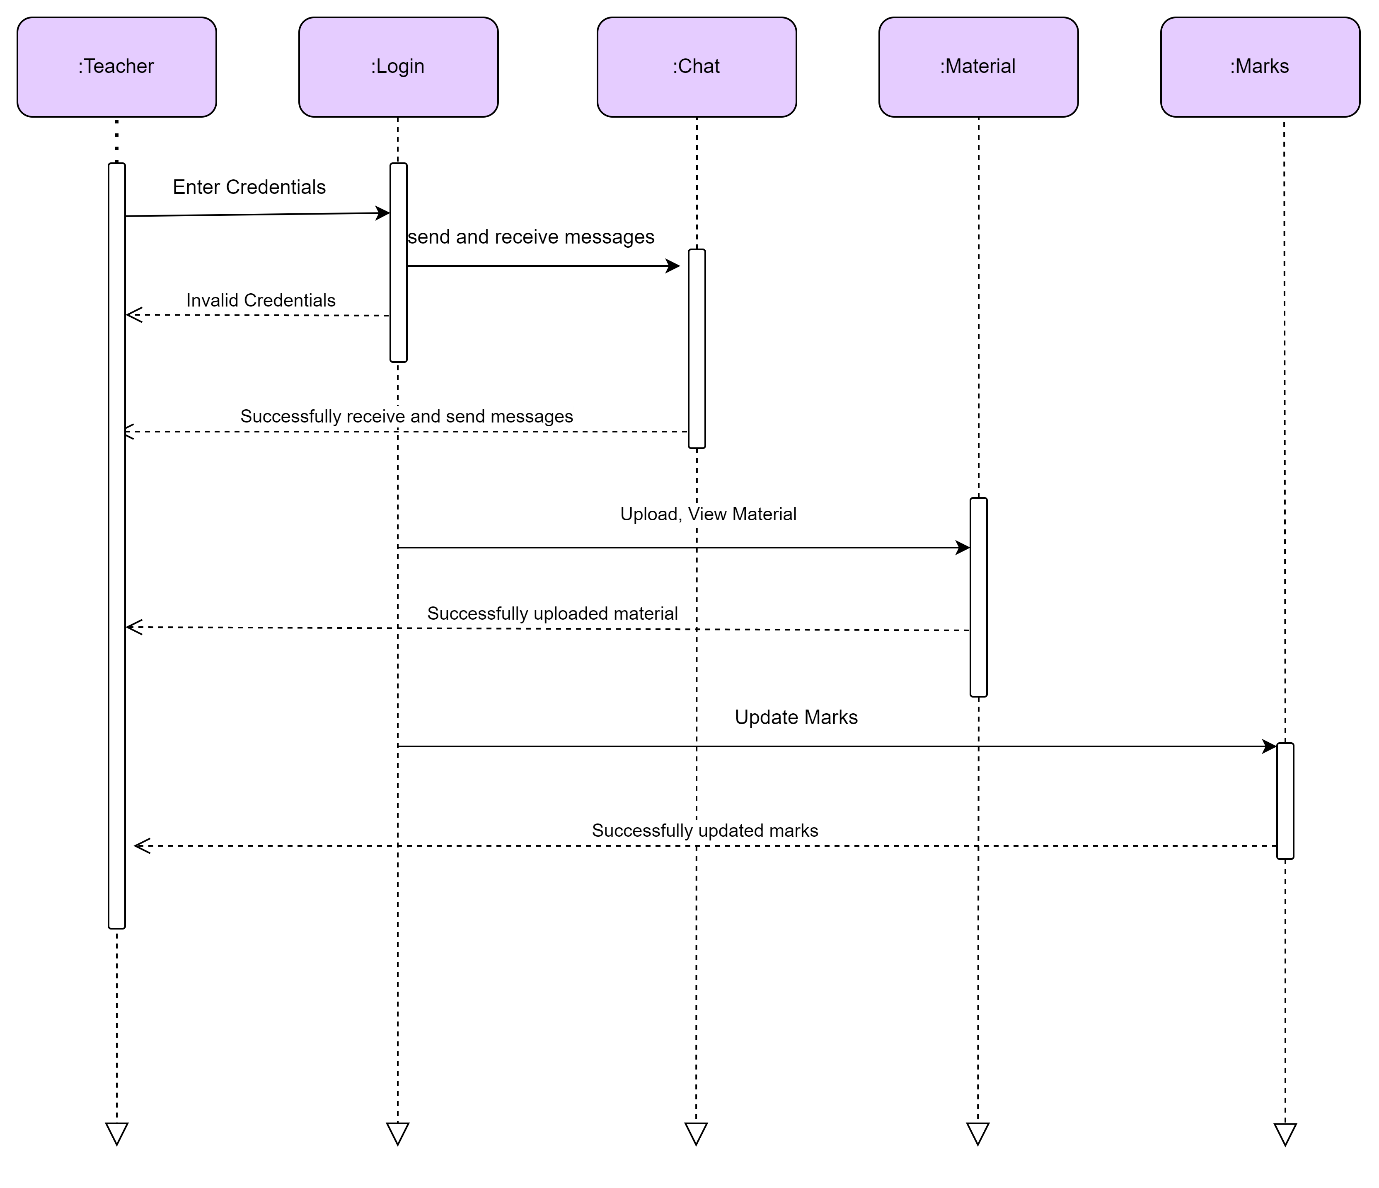 :Teacher
:Login
:Chat
:Material
:Marks
Enter Credentials
send and receive messages
Invalid Credentials
Successfully receive and send messages
Upload, View Material
Successfully uploaded material
Update Marks
Successfully updated marks